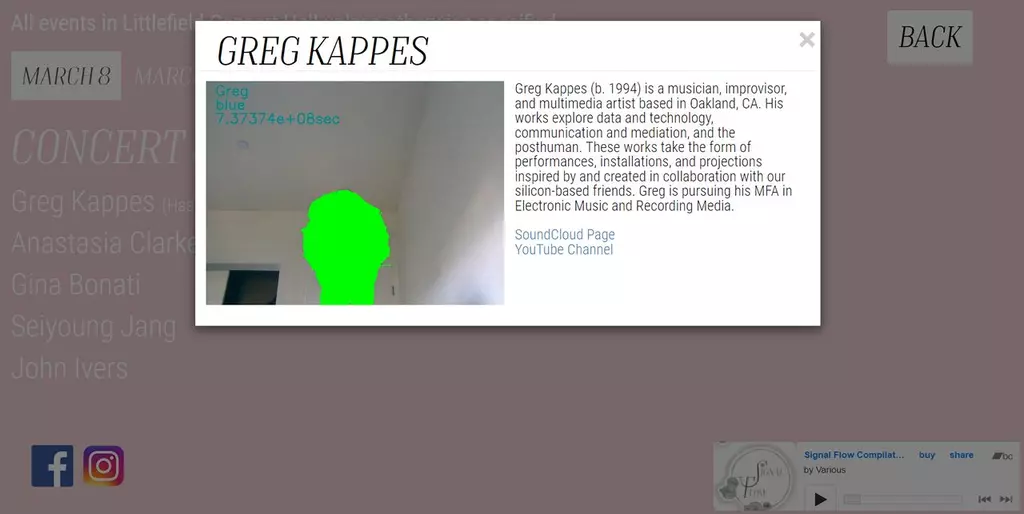 All events in Littlefield Concert Hall
BACK
GREG KAPPES
×
MARCH 8
MARC
CONCERT
Greg
blue
7.37374e+08sec
Greg Kappes (b. 1994) is a musician, improvisor,
and multimedia artist based in Oakland, CA. His
works explore data and technology,
communication and mediation, and the
posthuman. These works take the form of
performances, installations, and projections
inspired by and created in collaboration with our
silicon-based friends. Greg is pursuing his MFA in
Electronic Music and Recording Media.
SoundCloud Page
YouTube Channel
Greg Kappes (Has
Anastasia Clarke
Gina Bonati
Seiyoung Jang
John Ivers
Signal Flow Compilat... buy share bc
by Various